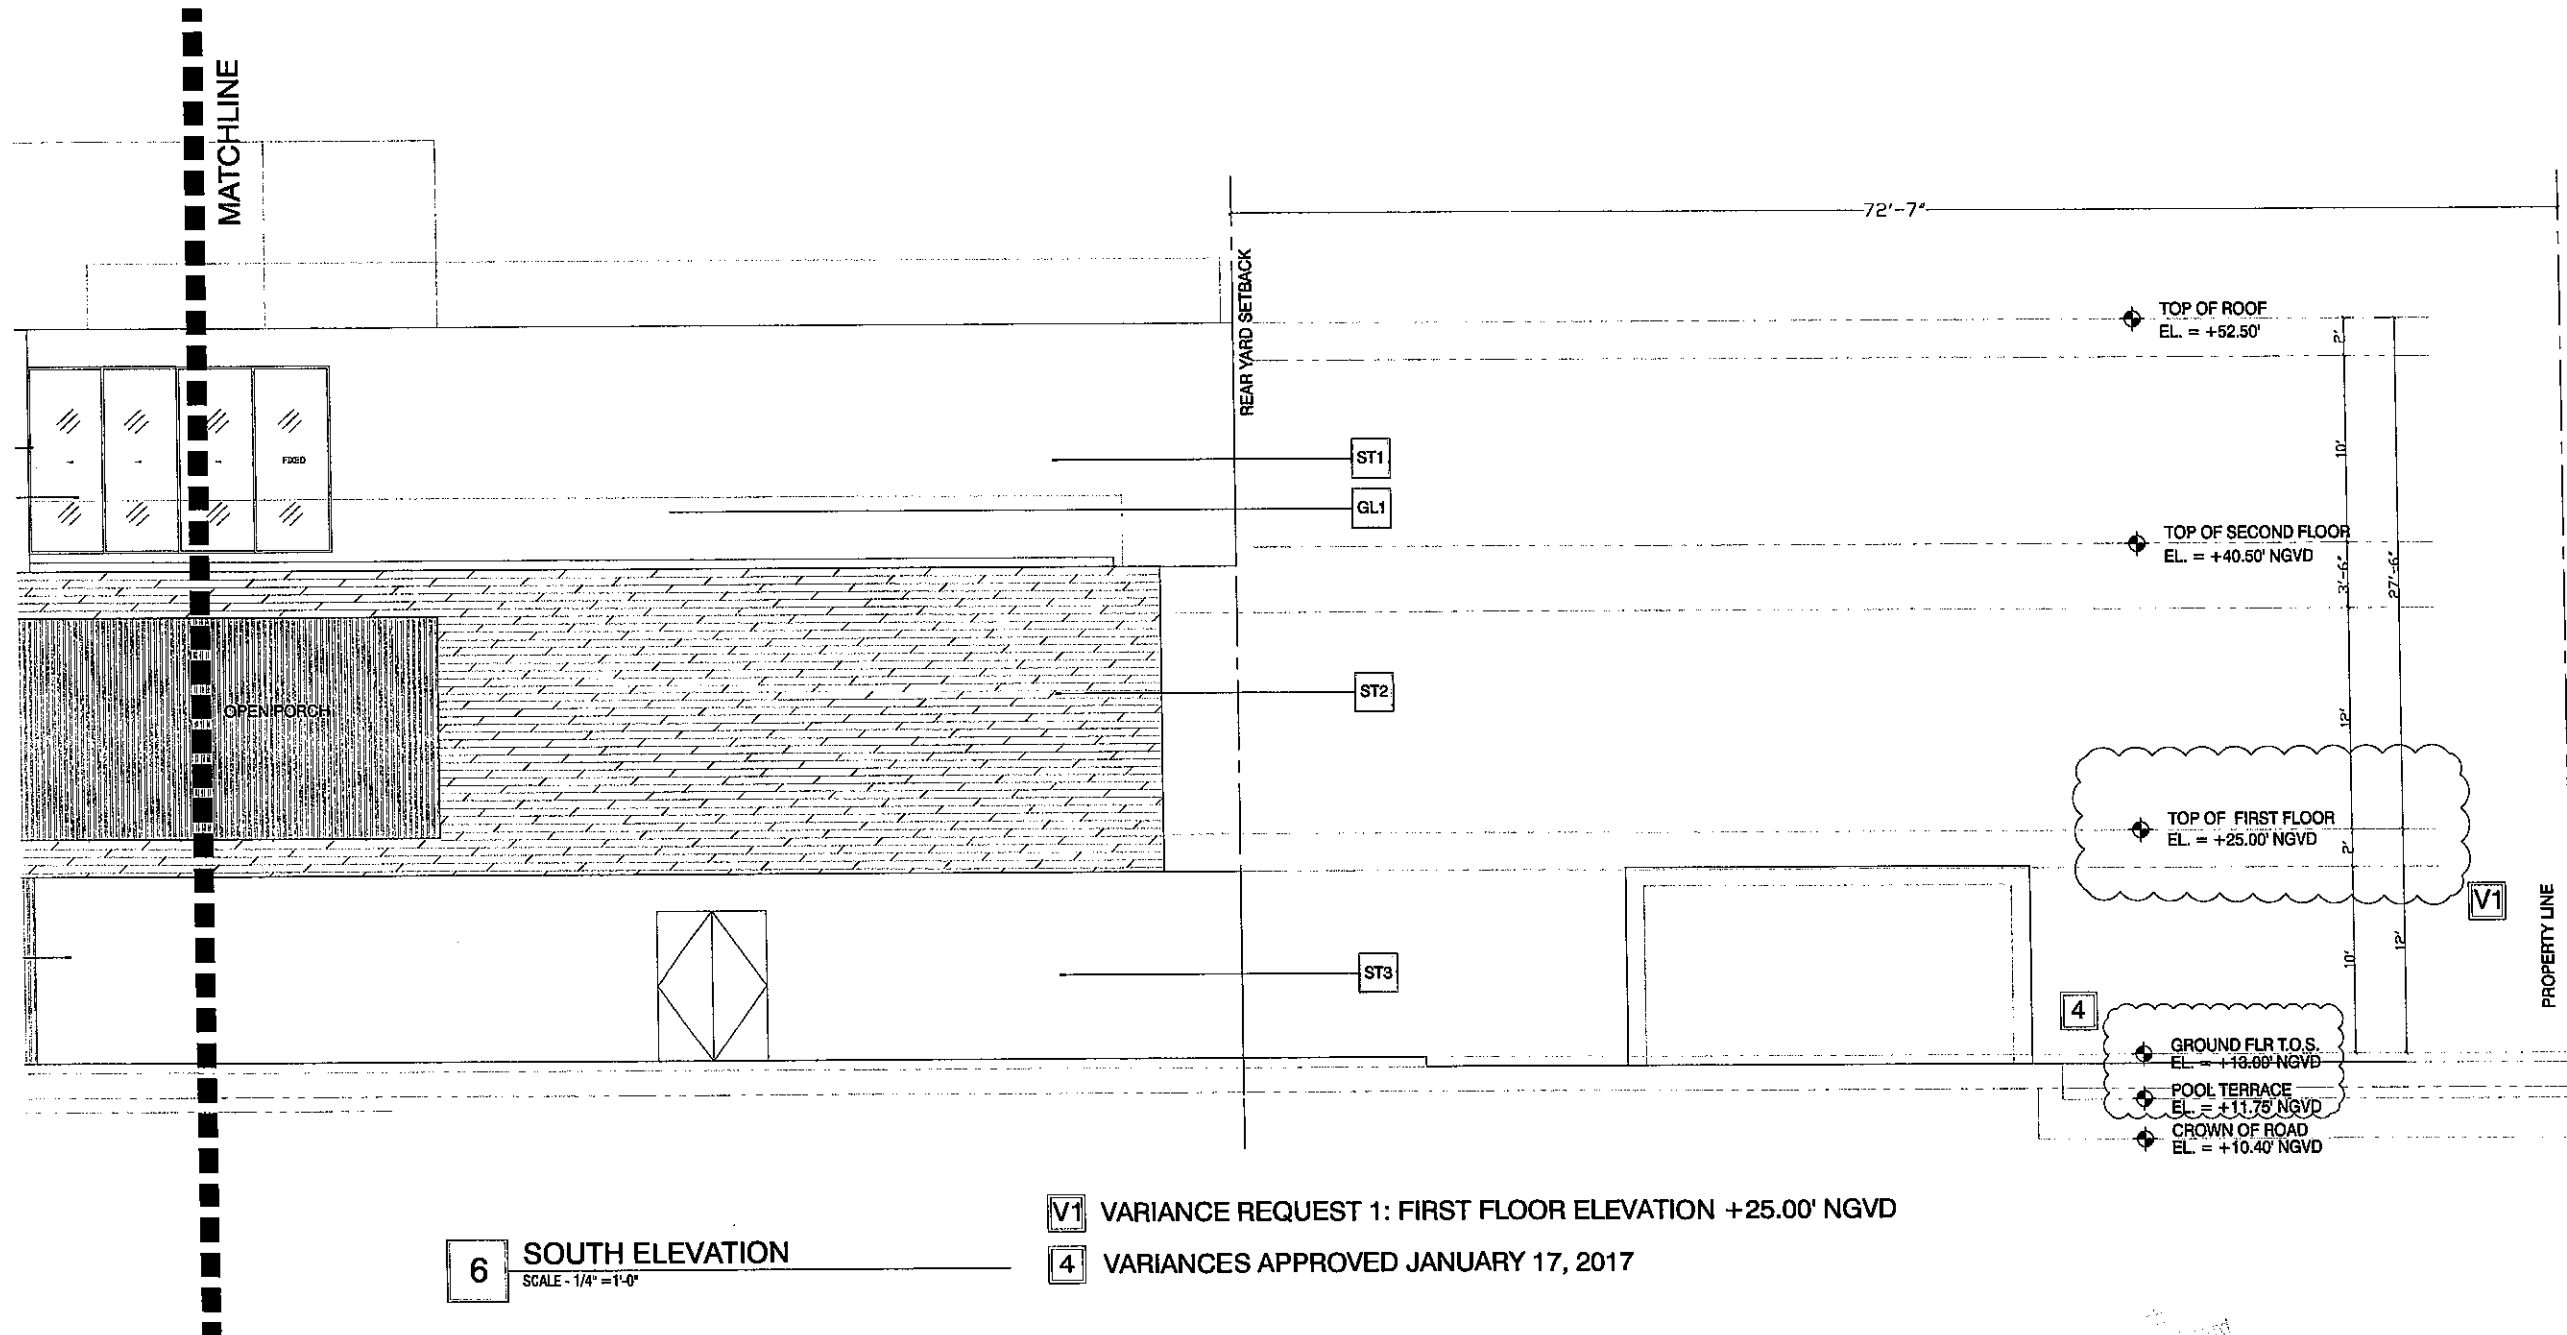 MATCHLINE
72'-7"
REAR YARD SETBACK
TOP OF ROOF
EL. = +52.50'
2'
FIXED
10'
ST1
GL1
TOP OF SECOND FLOOR
EL. = +40.50' NGVD
3'-6"
27'-6"
OPEN PORCH
ST2
12'
TOP OF FIRST FLOOR
EL. = +25.00' NGVD
2'
V1
PROPERTY LINE
ST3
10'
12'
4
GROUND FLR T.O.S.
EL. = +13.00' NGVD
POOL TERRACE
EL. = +11.75' NGVD
CROWN OF ROAD
EL. = +10.40' NGVD
V1 VARIANCE REQUEST 1: FIRST FLOOR ELEVATION +25.00' NGVD
4 VARIANCES APPROVED JANUARY 17, 2017
6 SOUTH ELEVATION
SCALE - 1/4" =1'-0"